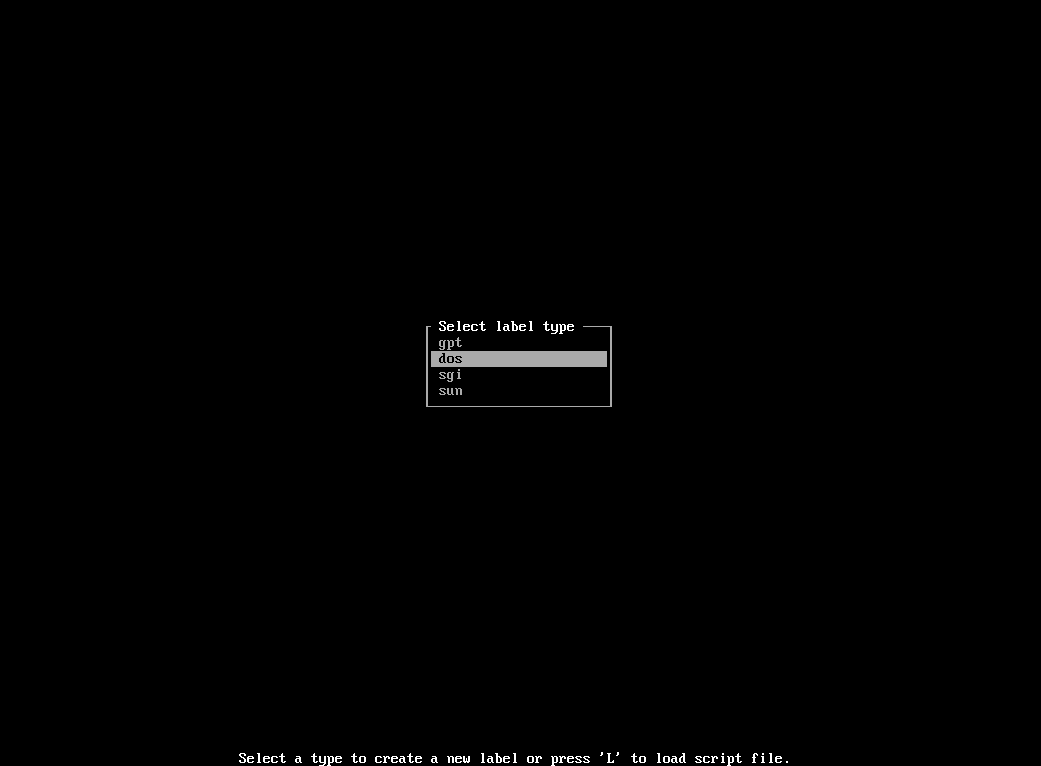 Select label type
gpt
dos
sgi
sun
Select a type to create a new label or press 'L' to load script file.